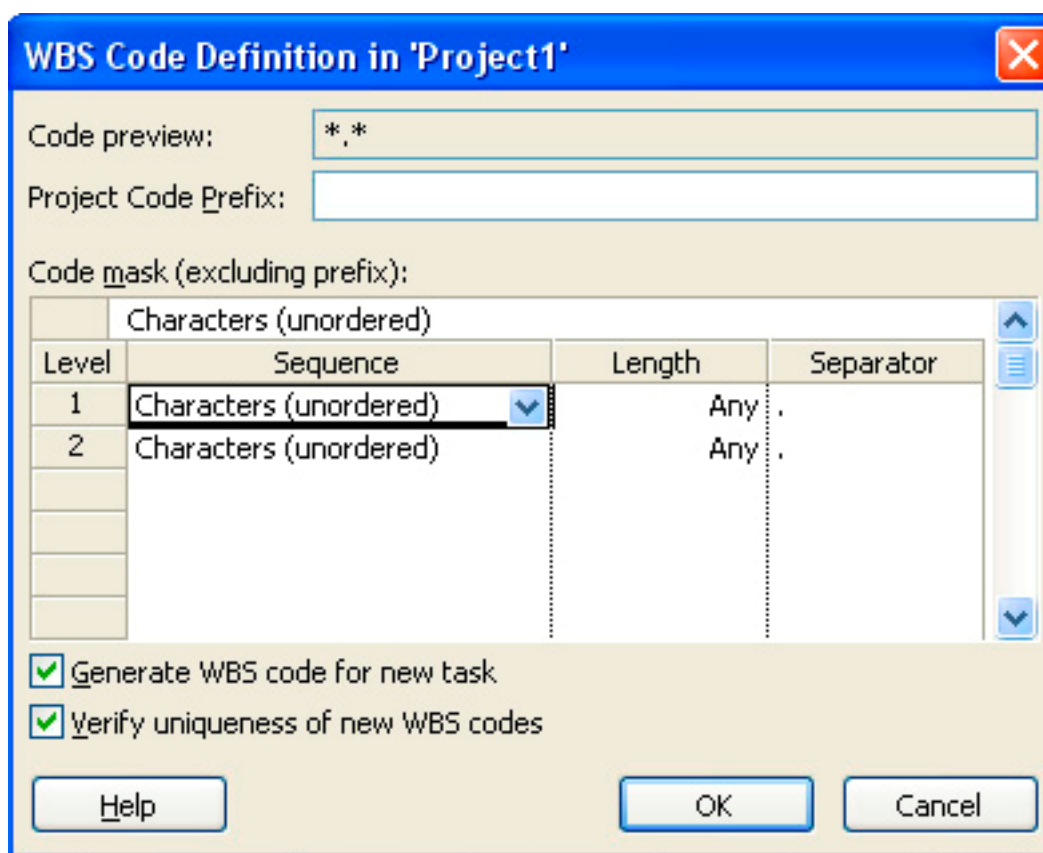 WBS Code Definition in 'Project1'
Code preview: *.*
Project Code Prefix:
Code mask (excluding prefix):
Characters (unordered)
Level Sequence Length Separator
1 Characters (unordered) Any .
2 Characters (unordered) Any .
Generate WBS code for new task
Verify uniqueness of new WBS codes
Help OK Cancel